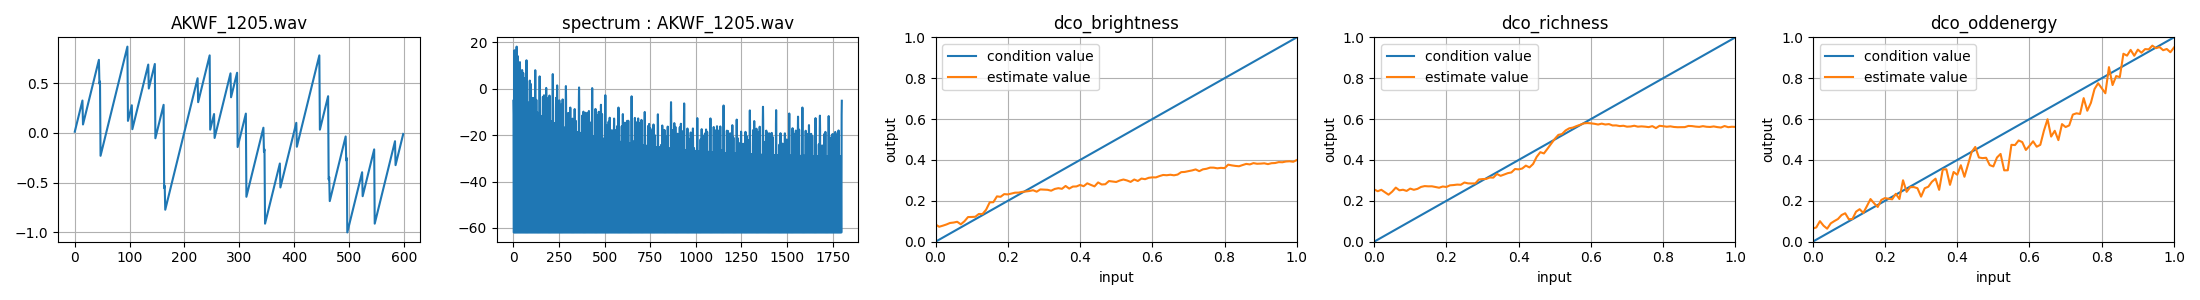 AKWF_1205.wav
0.5
0.0
−0.5
−1.0
0 100 200 300 400 500 600
spectrum : AKWF_1205.wav
20
0
−20
−40
−60
0 250 500 750 1000 1250 1500 1750
dco_brightness
condition value
estimate value
output
1.0
0.8
0.6
0.4
0.2
0.0
0.0 0.2 0.4 0.6 0.8 1.0
input
dco_richness
condition value
estimate value
output
1.0
0.8
0.6
0.4
0.2
0.0
0.0 0.2 0.4 0.6 0.8 1.0
input
dco_oddenergy
condition value
estimate value
output
1.0
0.8
0.6
0.4
0.2
0.0
0.0 0.2 0.4 0.6 0.8 1.0
input